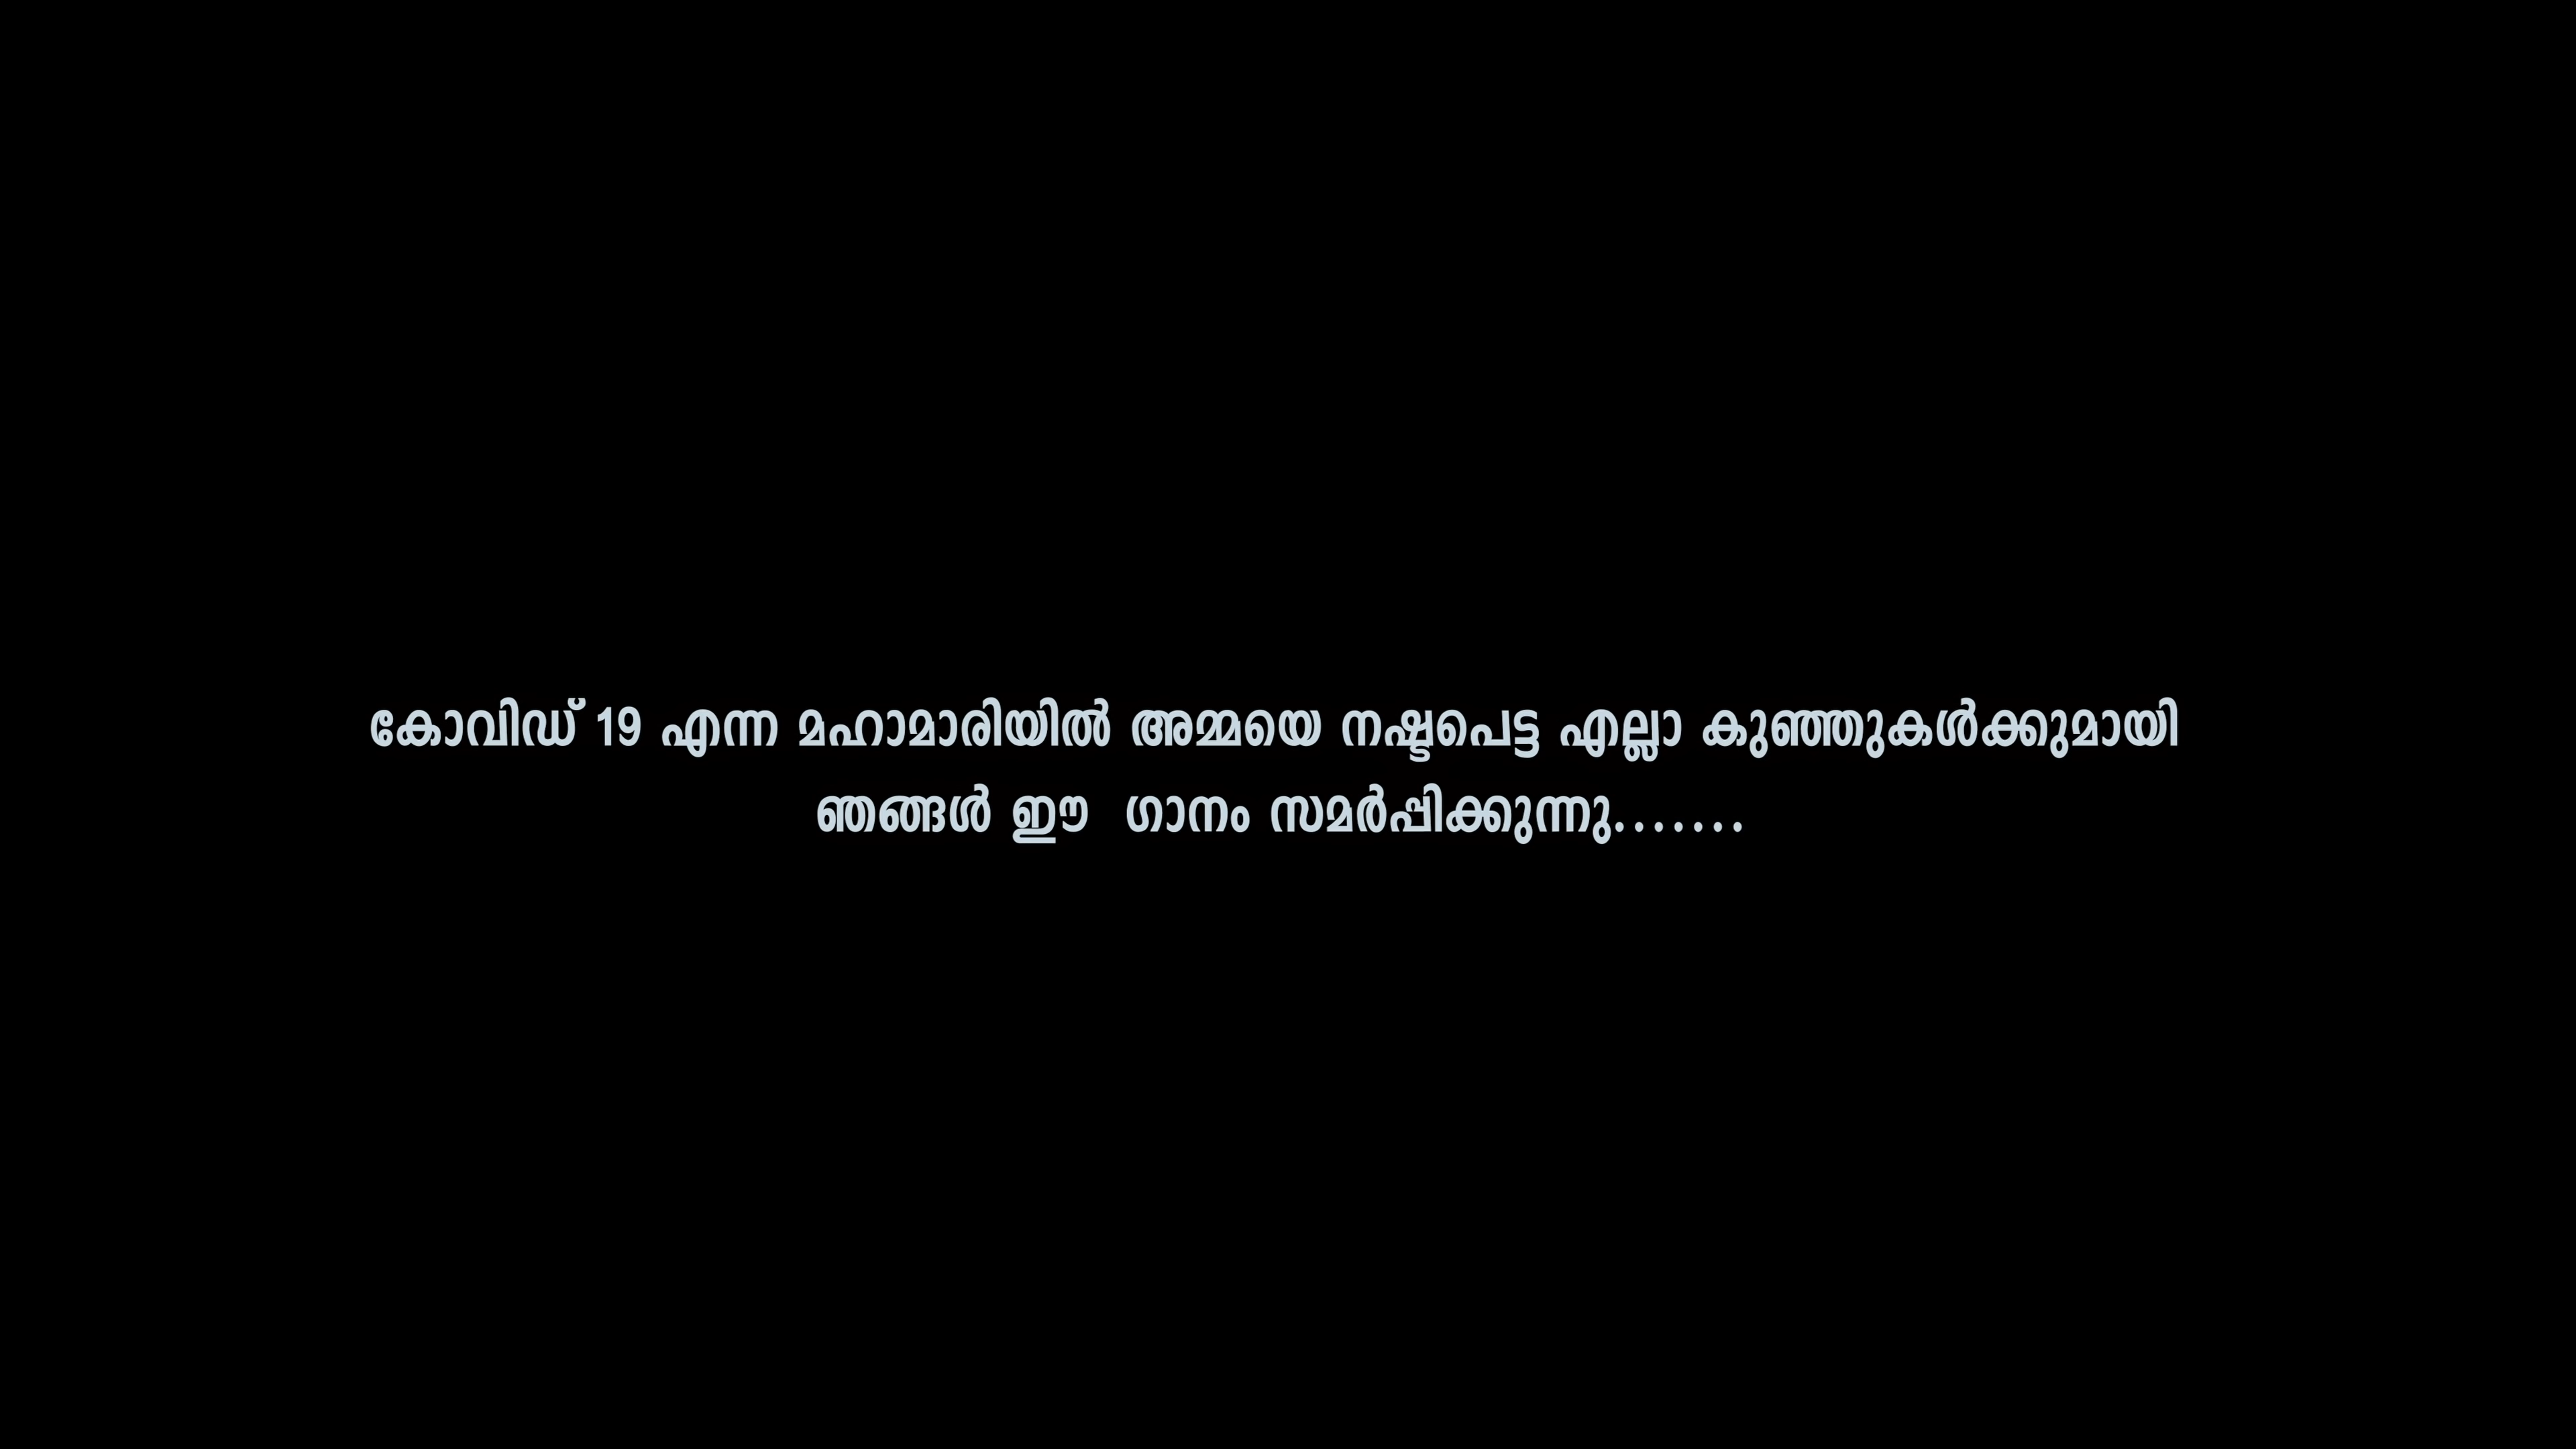 കോവിഡ് 19 എന്ന മഹാമാരിയിൽ അമ്മയെ നഷ്ടപെട്ട എല്ലാ കുഞ്ഞുകൾക്കുമായി
ഞങ്ങൾ ഈ ഗാനം സമർപ്പിക്കുന്നു.......